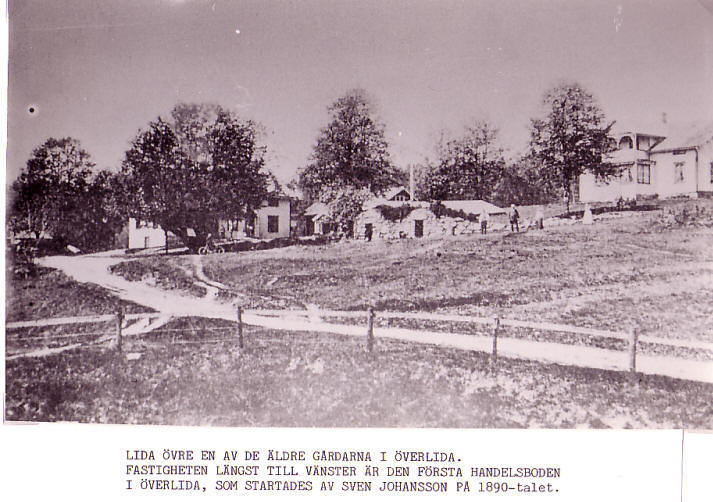 LIDA ÖVRE EN AV DE ÄLDRE GÅRDARNA I ÖVERLIDA.
FASTIGHETEN LÄNGST TILL VÄNSTER ÄR DEN FÖRSTA HANDELSBODEN
I ÖVERLIDA, SOM STARTADES AV SVEN JOHANSSON PÅ 1890-talet.